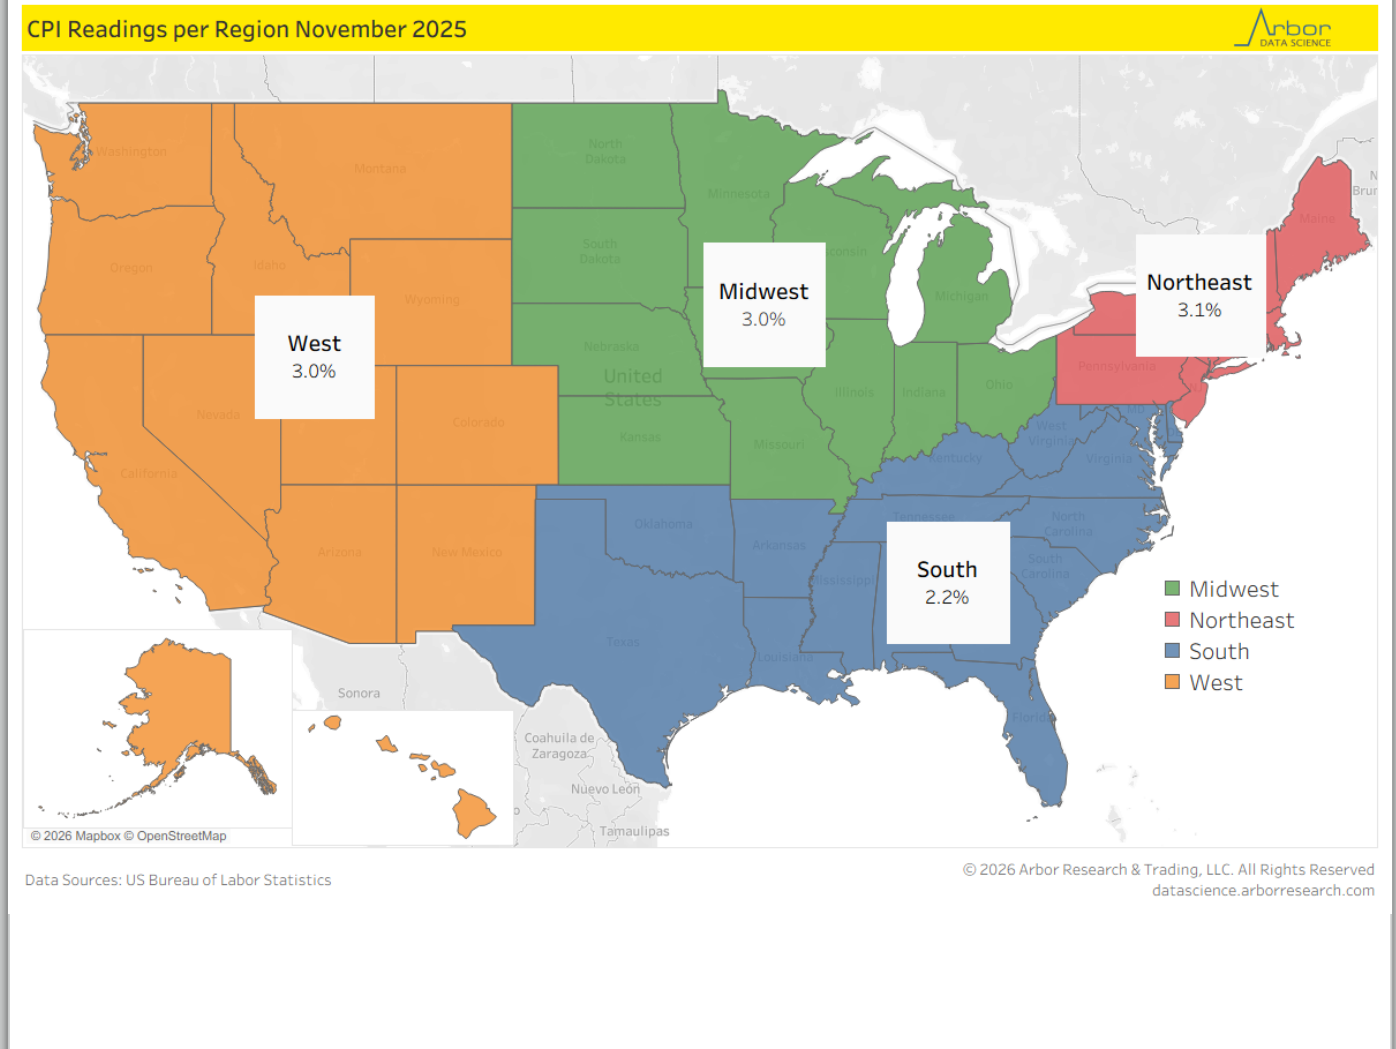 CPI Readings per Region November 2025
Arbor
DATA SCIENCE
Washington
Montana
North
Dakota
Minnesota
Maine
Oregon
Idaho
South
Dakota
consin
Wyoming
Michigan
Midwest
3.0%
Northeast
3.1%
West
3.0%
Nebraska
United
States
Pennsylvania
Illinois
Indiana
Ohio
Nevada
Colorado
Kansas
Missouri
West
Virginia
MD
Virginia
Kentucky
California
Oklahoma
Tennessee
North
Carolina
Arizona
New Mexico
Arkansas
Mississippi
South
Carolina
South
2.2%
Texas
Louisiana
Florida
Midwest
Northeast
South
West
Sonora
Coahuila de
Zaragoza
Nuevo León
Tamaulipas
© 2026 Mapbox © OpenStreetMap
Data Sources: US Bureau of Labor Statistics
© 2026 Arbor Research & Trading, LLC. All Rights Reserved
datascience.arborresearch.com